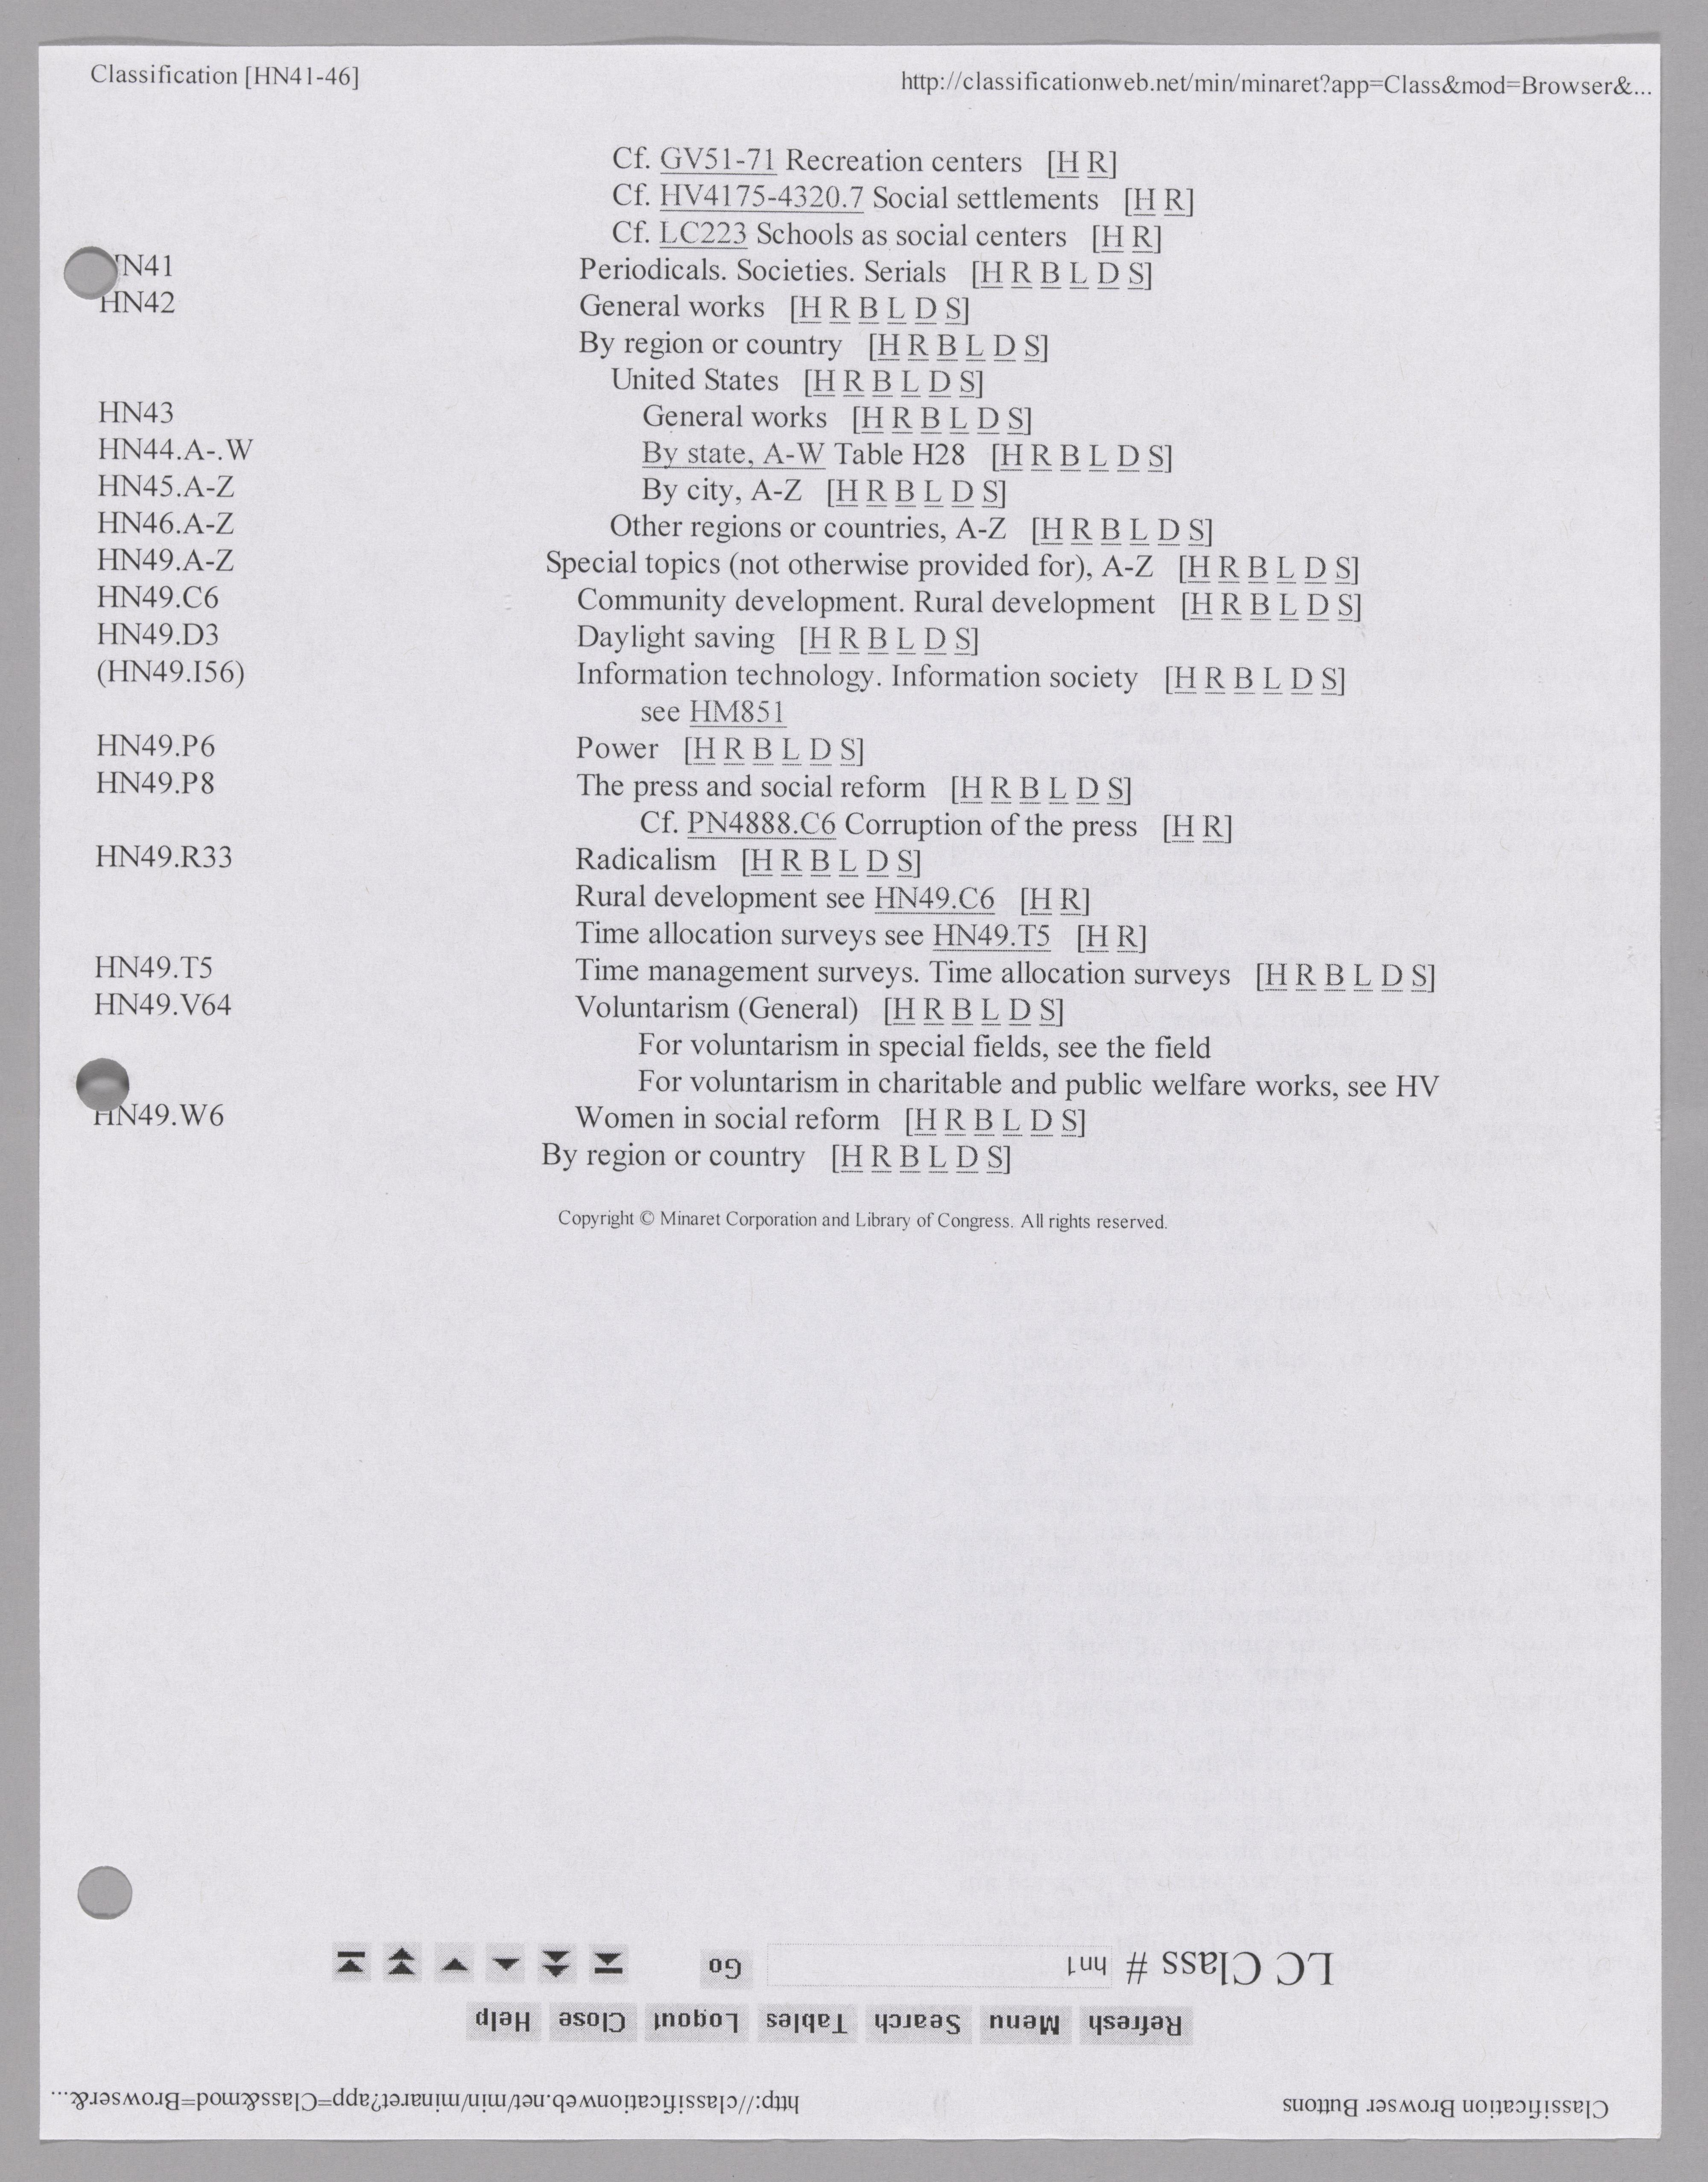 Classification [HN41-46] http://classificationweb.net/min/minaret?app=Class&mod=Browser&...
Cf. GV51-71 Recreation centers [H R]
Cf. HV4175-4320.7 Social settlements [H R]
Cf. LC223 Schools as social centers [H R]
HN41 Periodicals. Societies. Serials [H R B L D S]
HN42 General works [H R B L D S]
By region or country [H R B L D S]
United States [H R B L D S]
HN43 General works [H R B L D S]
HN44.A-.W By state, A-W Table H28 [H R B L D S]
HN45.A-Z By city, A-Z [H R B L D S]
HN46.A-Z Other regions or countries, A-Z [H R B L D S]
HN49.A-Z Special topics (not otherwise provided for), A-Z [H R B L D S]
HN49.C6 Community development. Rural development [H R B L D S]
HN49.D3 Daylight saving [H R B L D S]
(HN49.I56) Information technology. Information society [H R B L D S]
see HM851
HN49.P6 Power [H R B L D S]
HN49.P8 The press and social reform [H R B L D S]
Cf. PN4888.C6 Corruption of the press [H R]
HN49.R33 Radicalism [H R B L D S]
Rural development see HN49.C6 [H R]
Time allocation surveys see HN49.T5 [H R]
HN49.T5 Time management surveys. Time allocation surveys [H R B L D S]
HN49.V64 Voluntarism (General) [H R B L D S]
For voluntarism in special fields, see the field
For voluntarism in charitable and public welfare works, see HV
HN49.W6 Women in social reform [H R B L D S]
By region or country [H R B L D S]
Copyright © Minaret Corporation and Library of Congress. All rights reserved.
Classification Browser Buttons http://classificationweb.net/min/minaret?app=Class&mod=Browser&...
Refresh Menu Search Tables Logout Close Help
LC Class # hn1 Go